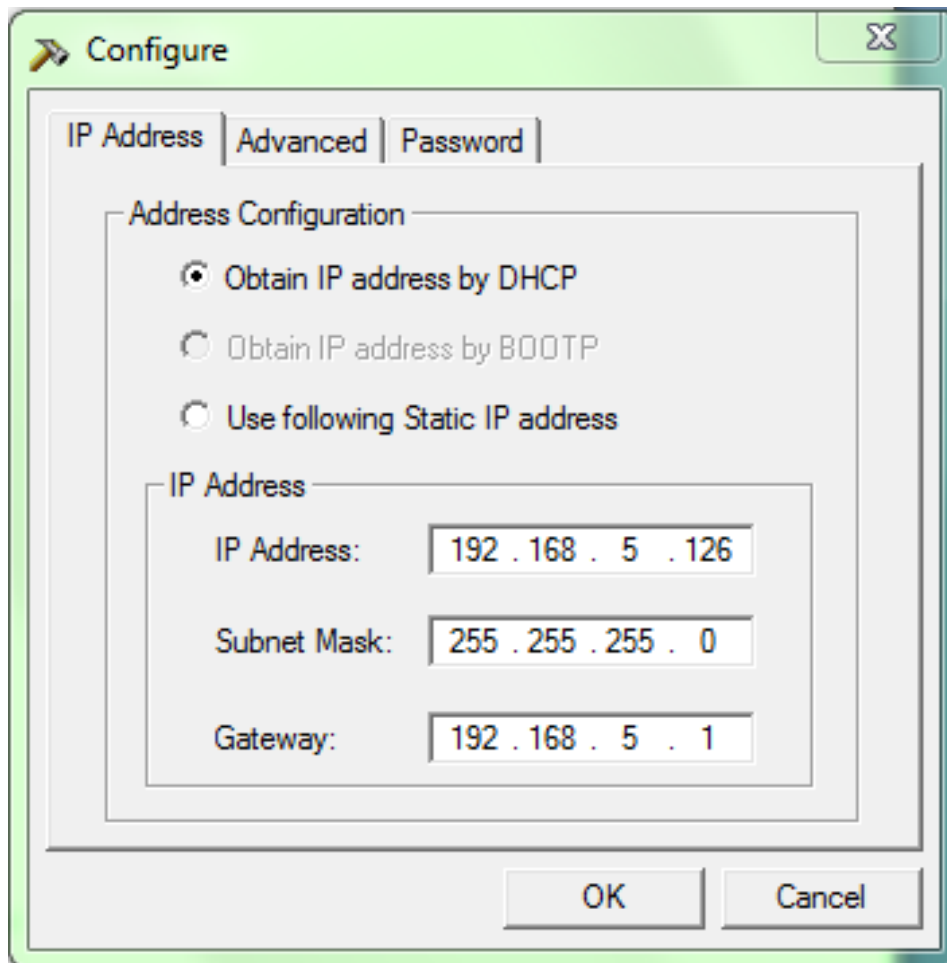 Configure
IP Address Advanced Password
Address Configuration
Obtain IP address by DHCP
Obtain IP address by BOOTP
Use following Static IP address
IP Address
IP Address: 192 . 168 . 5 . 126
Subnet Mask: 255 . 255 . 255 . 0
Gateway: 192 . 168 . 5 . 1
OK Cancel